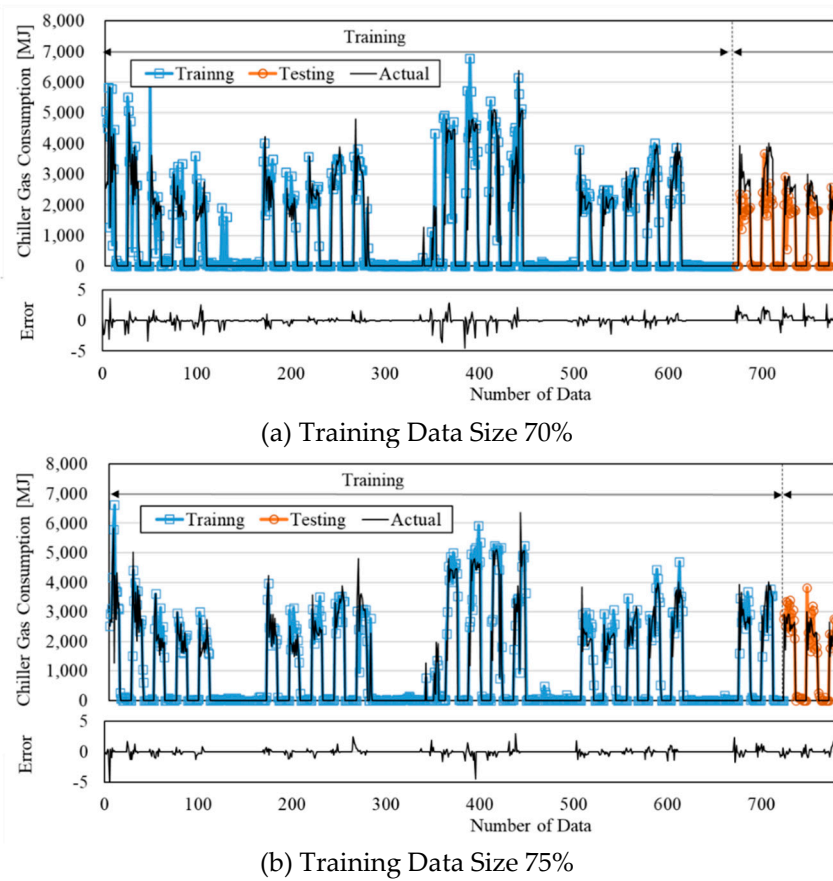 8,000
7,000
6,000
5,000
4,000
3,000
2,000
1,000
0
Chiller Gas Consumption [MJ]
Training
Trainng Testing Actual
5
0
-5
Error
0 100 200 300 400 500 600 700
Number of Data
(a) Training Data Size 70%
8,000
7,000
6,000
5,000
4,000
3,000
2,000
1,000
0
Chiller Gas Consumption [MJ]
Training
Trainng Testing Actual
5
0
-5
Error
0 100 200 300 400 500 600 700
Number of Data
(b) Training Data Size 75%